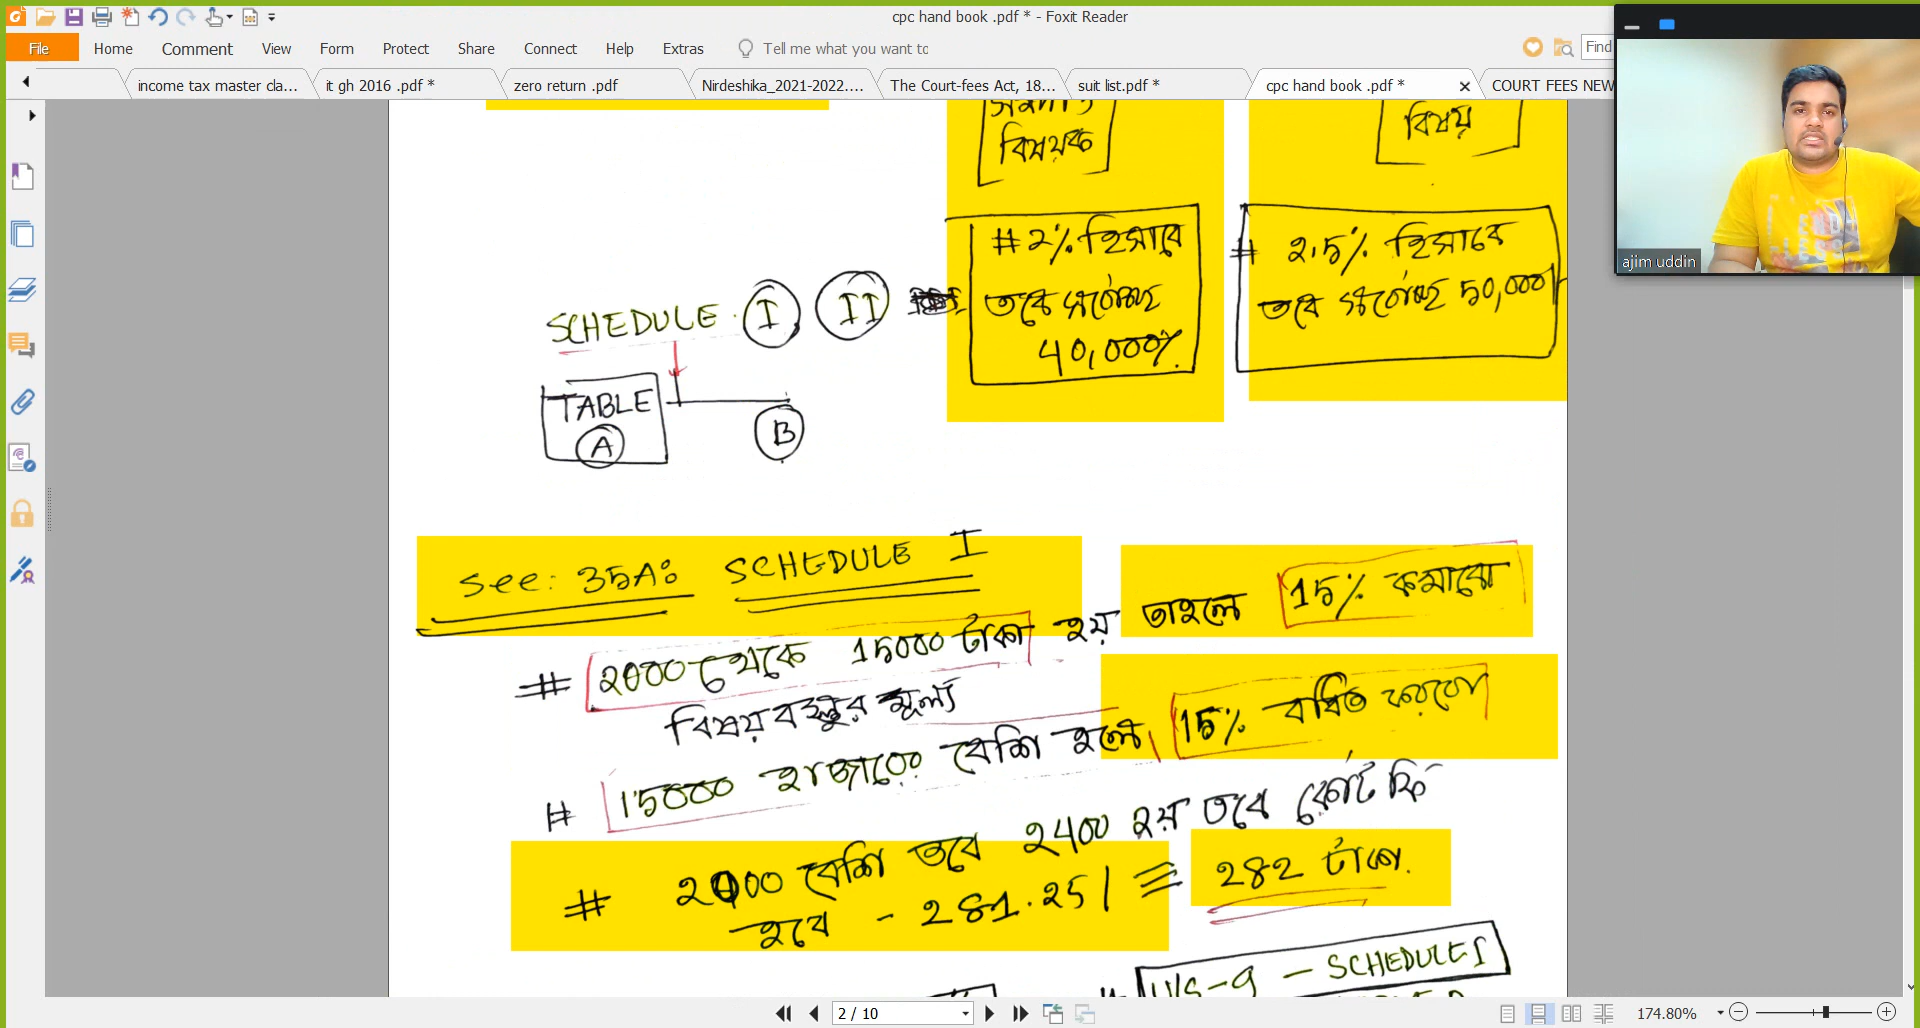 cpc hand book .pdf * - Foxit Reader
File Home Comment View Form Protect Share Connect Help Extras Tell me what you want to Find
income tax master cla... it gh 2016 .pdf * zero return .pdf Nirdeshika_2021-2022.... The Court-fees Act, 18... suit list.pdf * cpc hand book .pdf * COURT FEES NEW
বিষয়ক
বিষয়
ajim uddin
# 2% হিসাবে
তবে সর্বোচ্চ
40,000%
# 2.5% হিসাবে
তবে সর্বোচ্চ 50,000/-
SCHEDULE. I II
TABLE
A
B
See: 35A: SCHEDULE I
# 2000 থেকে 15000 টাকা হয় তাহলে 15% কমাবো
বিষয়বস্তুর মূল্য
# 15000 হাজারের বেশি হলে 15% বর্ধিত করবো
# 2000 বেশি তবে 2400 হয় তবে কোর্ট ফি
হবে - 281.25/ = 282 টাকা.
U/S-9 - SCHEDULE I
2 / 10
174.80%